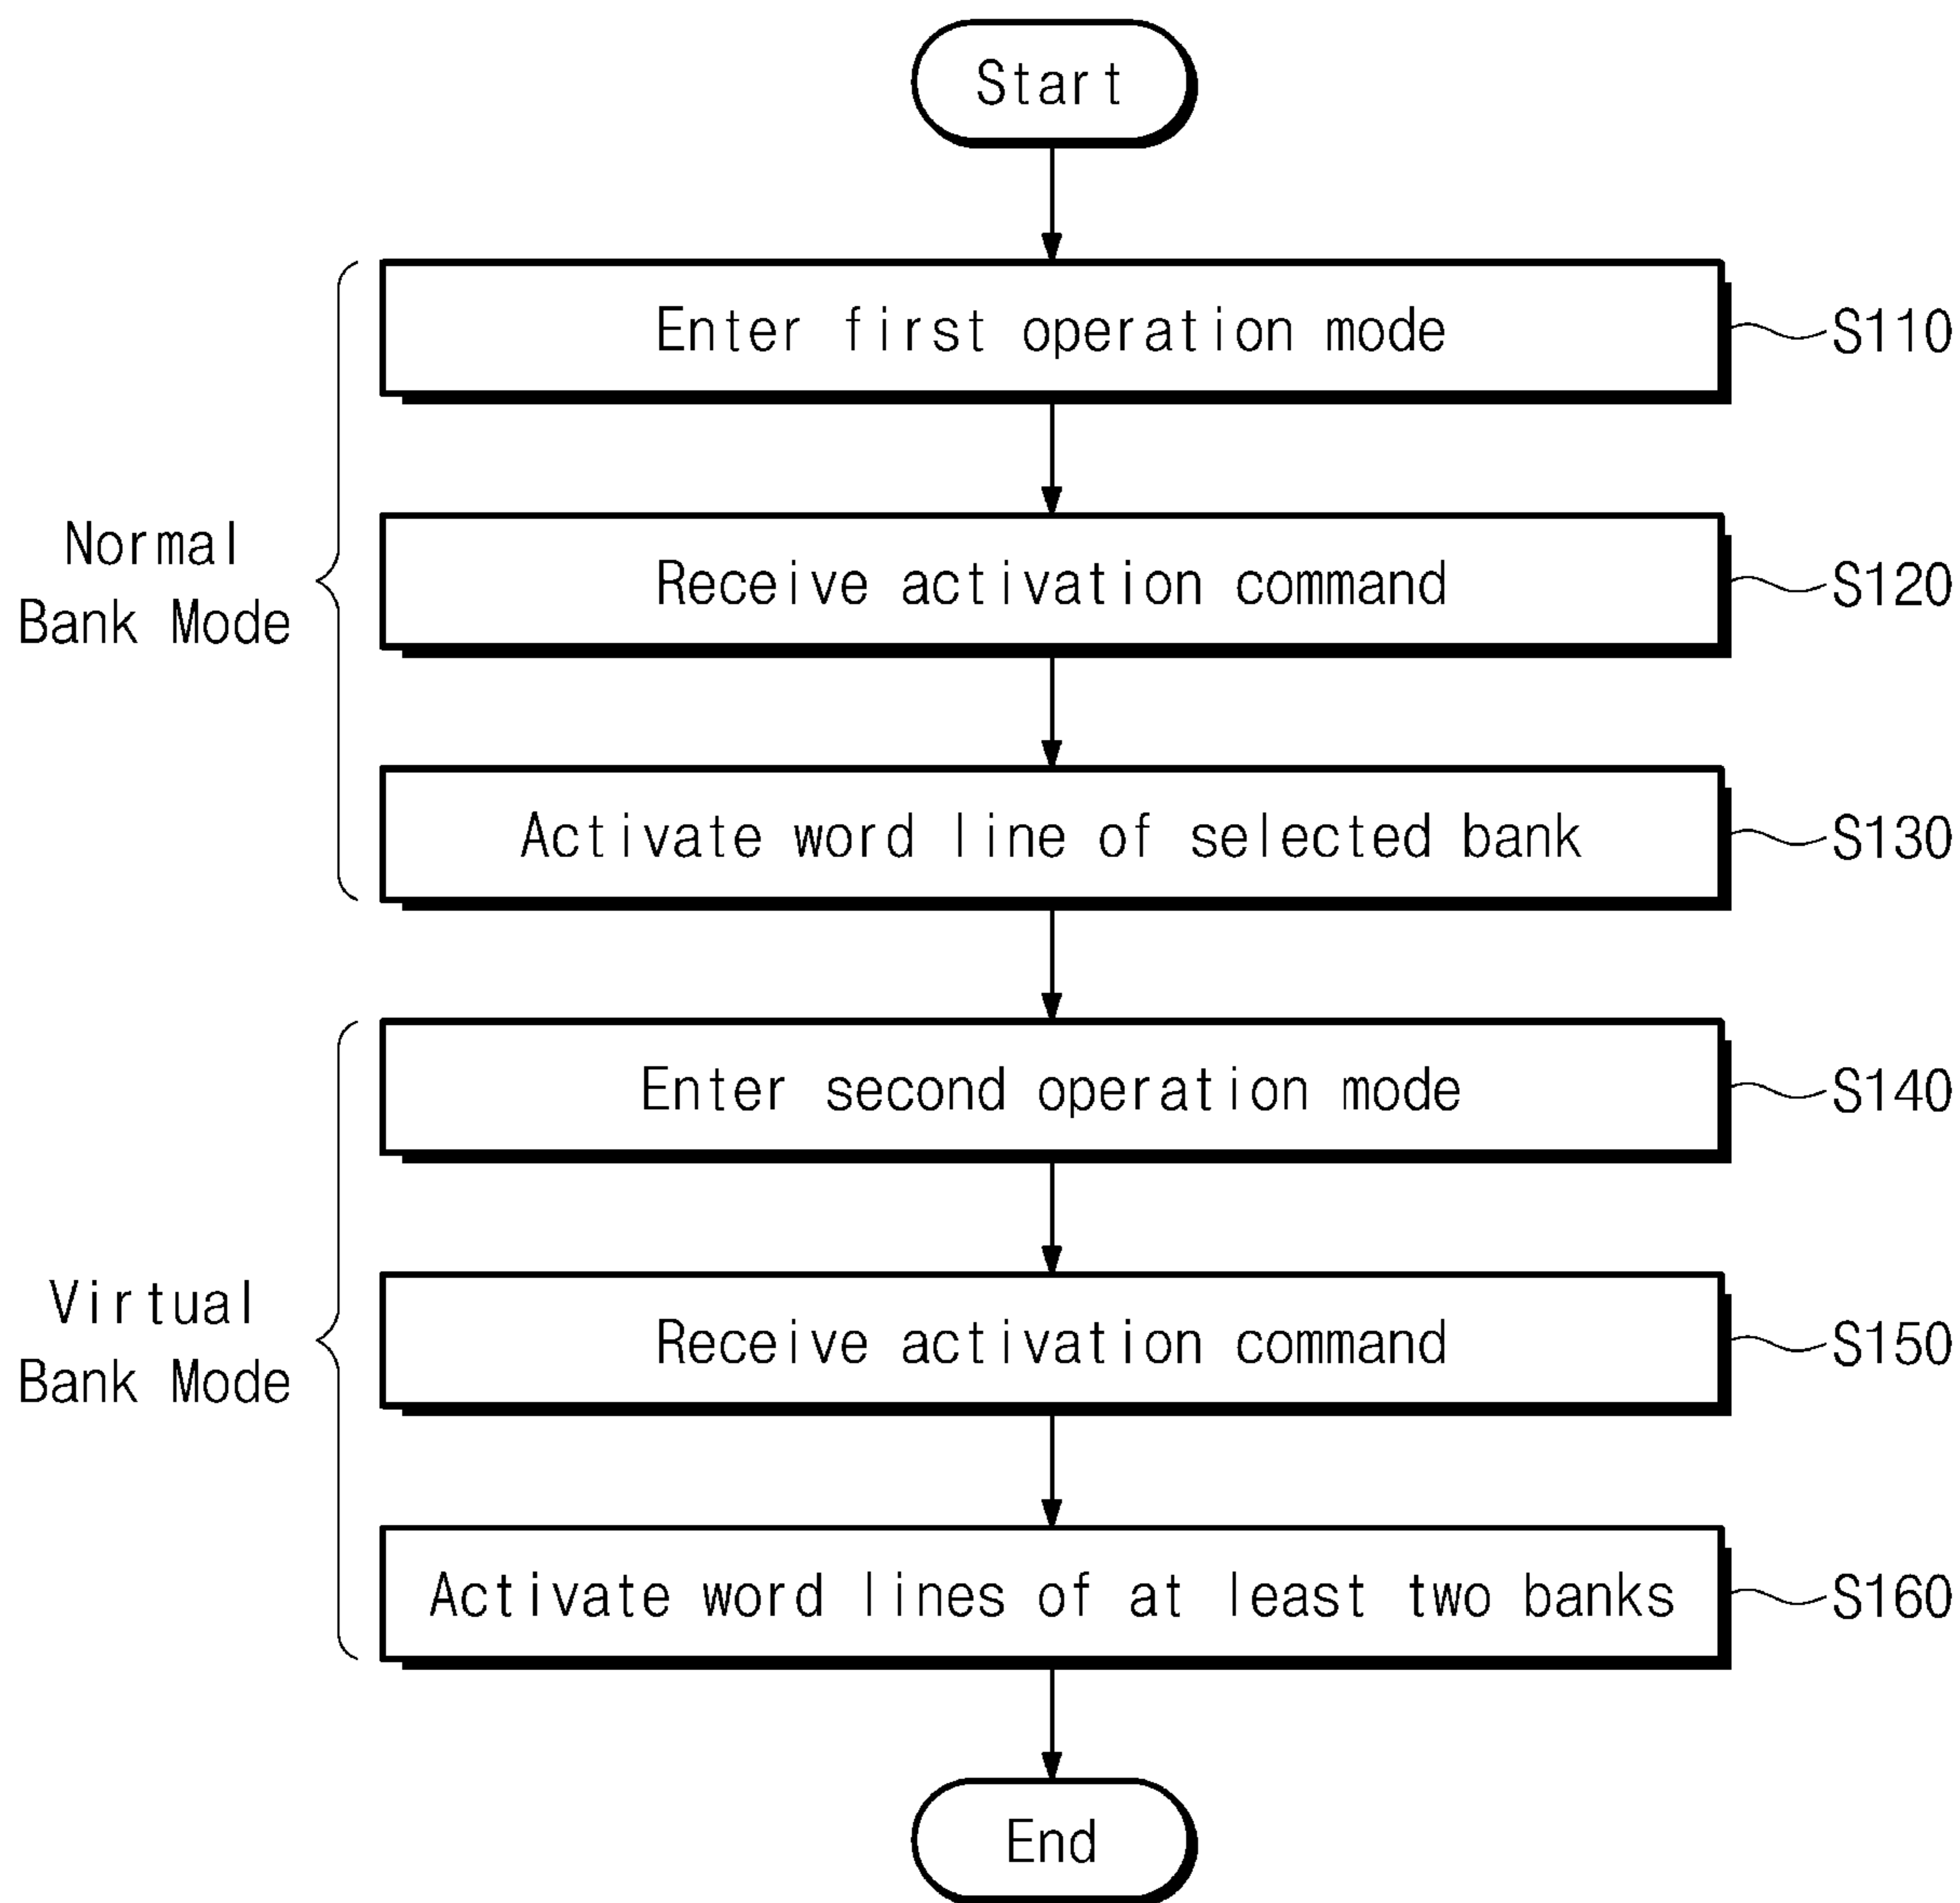 Start
Enter first operation mode
S110
Normal
Bank Mode
Receive activation command
S120
Activate word line of selected bank
S130
Enter second operation mode
S140
Virtual
Bank Mode
Receive activation command
S150
Activate word lines of at least two banks
S160
End